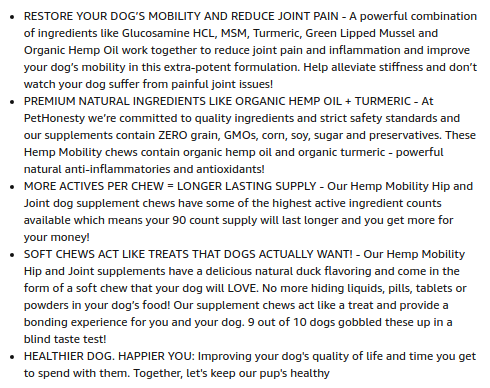 • RESTORE YOUR DOG'S MOBILITY AND REDUCE JOINT PAIN - A powerful combination
of ingredients like Glucosamine HCL, MSM, Turmeric, Green Lipped Mussel and
Organic Hemp Oil work together to reduce joint pain and inflammation and improve
your dog's mobility in this extra-potent formulation. Help alleviate stiffness and don't
watch your dog suffer from painful joint issues!
• PREMIUM NATURAL INGREDIENTS LIKE ORGANIC HEMP OIL + TURMERIC - At
PetHonesty we're committed to quality ingredients and strict safety standards and
our supplements contain ZERO grain, GMOs, corn, soy, sugar and preservatives. These
Hemp Mobility chews contain organic hemp oil and organic turmeric - powerful
natural anti-inflammatories and antioxidants!
• MORE ACTIVES PER CHEW = LONGER LASTING SUPPLY - Our Hemp Mobility Hip and
Joint dog supplement chews have some of the highest active ingredient counts
available which means your 90 count supply will last longer and you get more for
your money!
• SOFT CHEWS ACT LIKE TREATS THAT DOGS ACTUALLY WANT! - Our Hemp Mobility
Hip and Joint supplements have a delicious natural duck flavoring and come in the
form of a soft chew that your dog will LOVE. No more hiding liquids, pills, tablets or
powders in your dog's food! Our supplement chews act like a treat and provide a
bonding experience for you and your dog. 9 out of 10 dogs gobbled these up in a
blind taste test!
• HEALTHIER DOG. HAPPIER YOU: Improving your dog's quality of life and time you get
to spend with them. Together, let's keep our pup's healthy